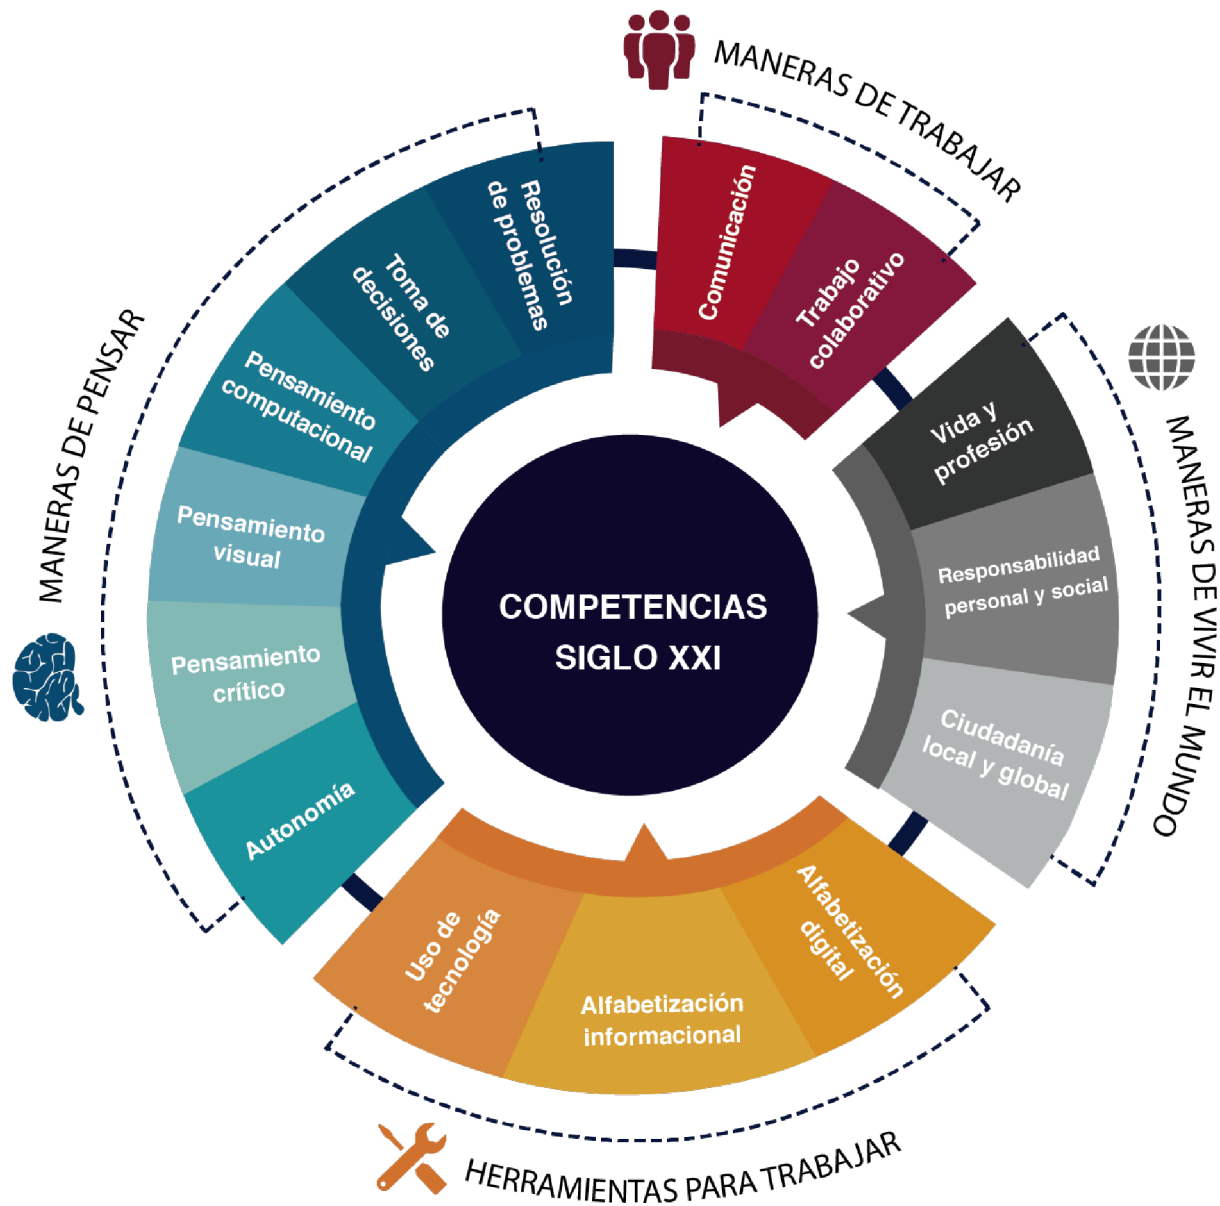 MANERAS DE TRABAJAR
Comunicación
Trabajo
colaborativo
MANERAS DE VIVIR EL MUNDO
Vida y
profesión
Responsabilidad
personal y social
Ciudadanía
local y global
HERRAMIENTAS PARA TRABAJAR
Alfabetización
digital
Alfabetización
informacional
Uso de
tecnología
MANERAS DE PENSAR
Autonomía
Pensamiento
crítico
Pensamiento
visual
Pensamiento
computacional
Toma de
decisiones
Resolución
de problemas
COMPETENCIAS
SIGLO XXI